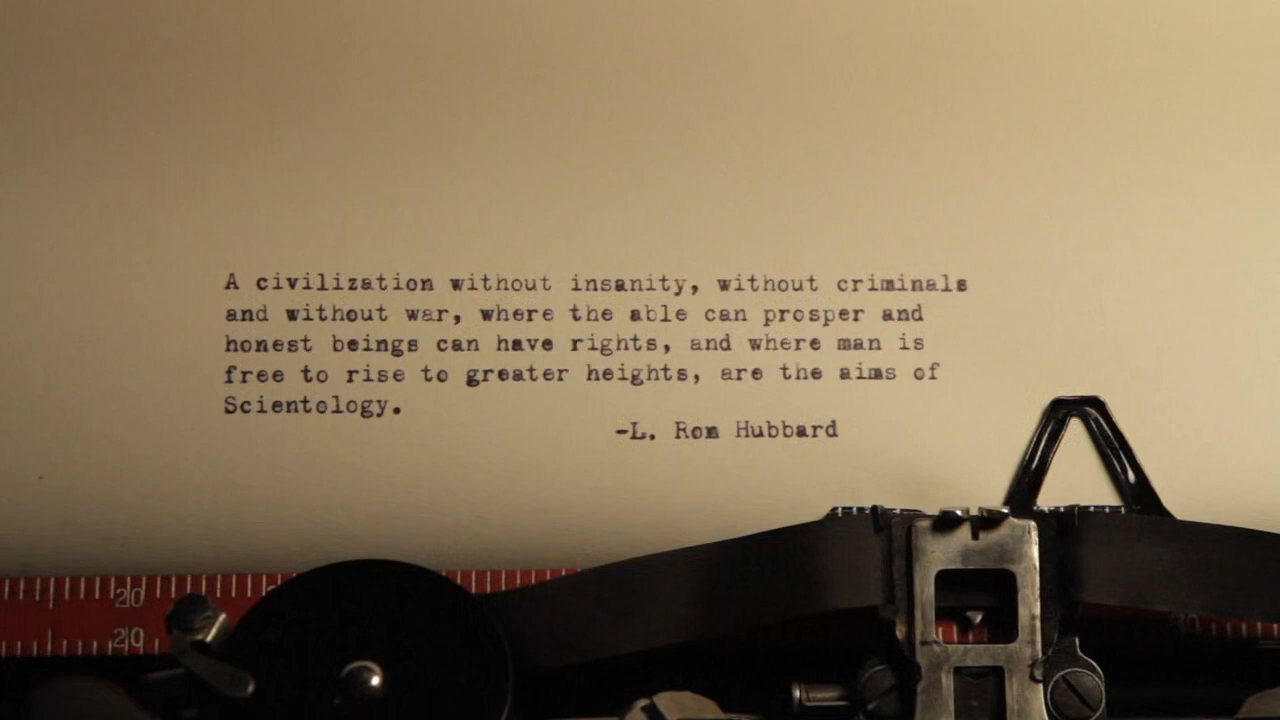 A civilization without insanity, without criminals
and without war, where the able can prosper and
honest beings can have rights, and where man is
free to rise to greater heights, are the aims of
Scientology.
-L. Ron Hubbard
20
20
30